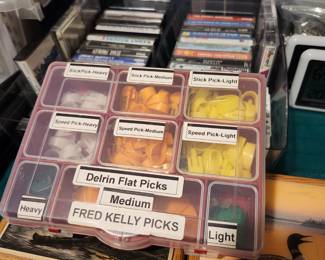 Slick Pick-Heavy
Slick Pick-Medium
Slick Pick-Light
Speed Pick-Heavy
Speed Pick-Medium
Speed Pick-Light
Delrin Flat Picks
Heavy
Medium
Light
FRED KELLY PICKS